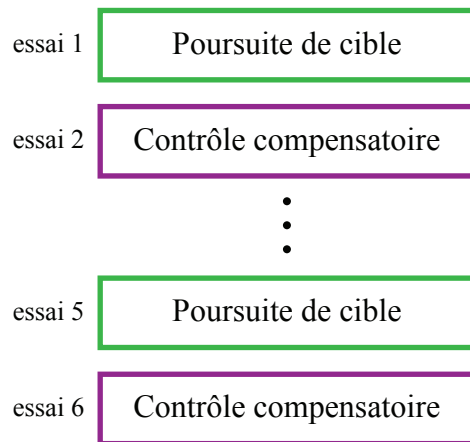 essai 1 Poursuite de cible
essai 2 Contrôle compensatoire
essai 5 Poursuite de cible
essai 6 Contrôle compensatoire